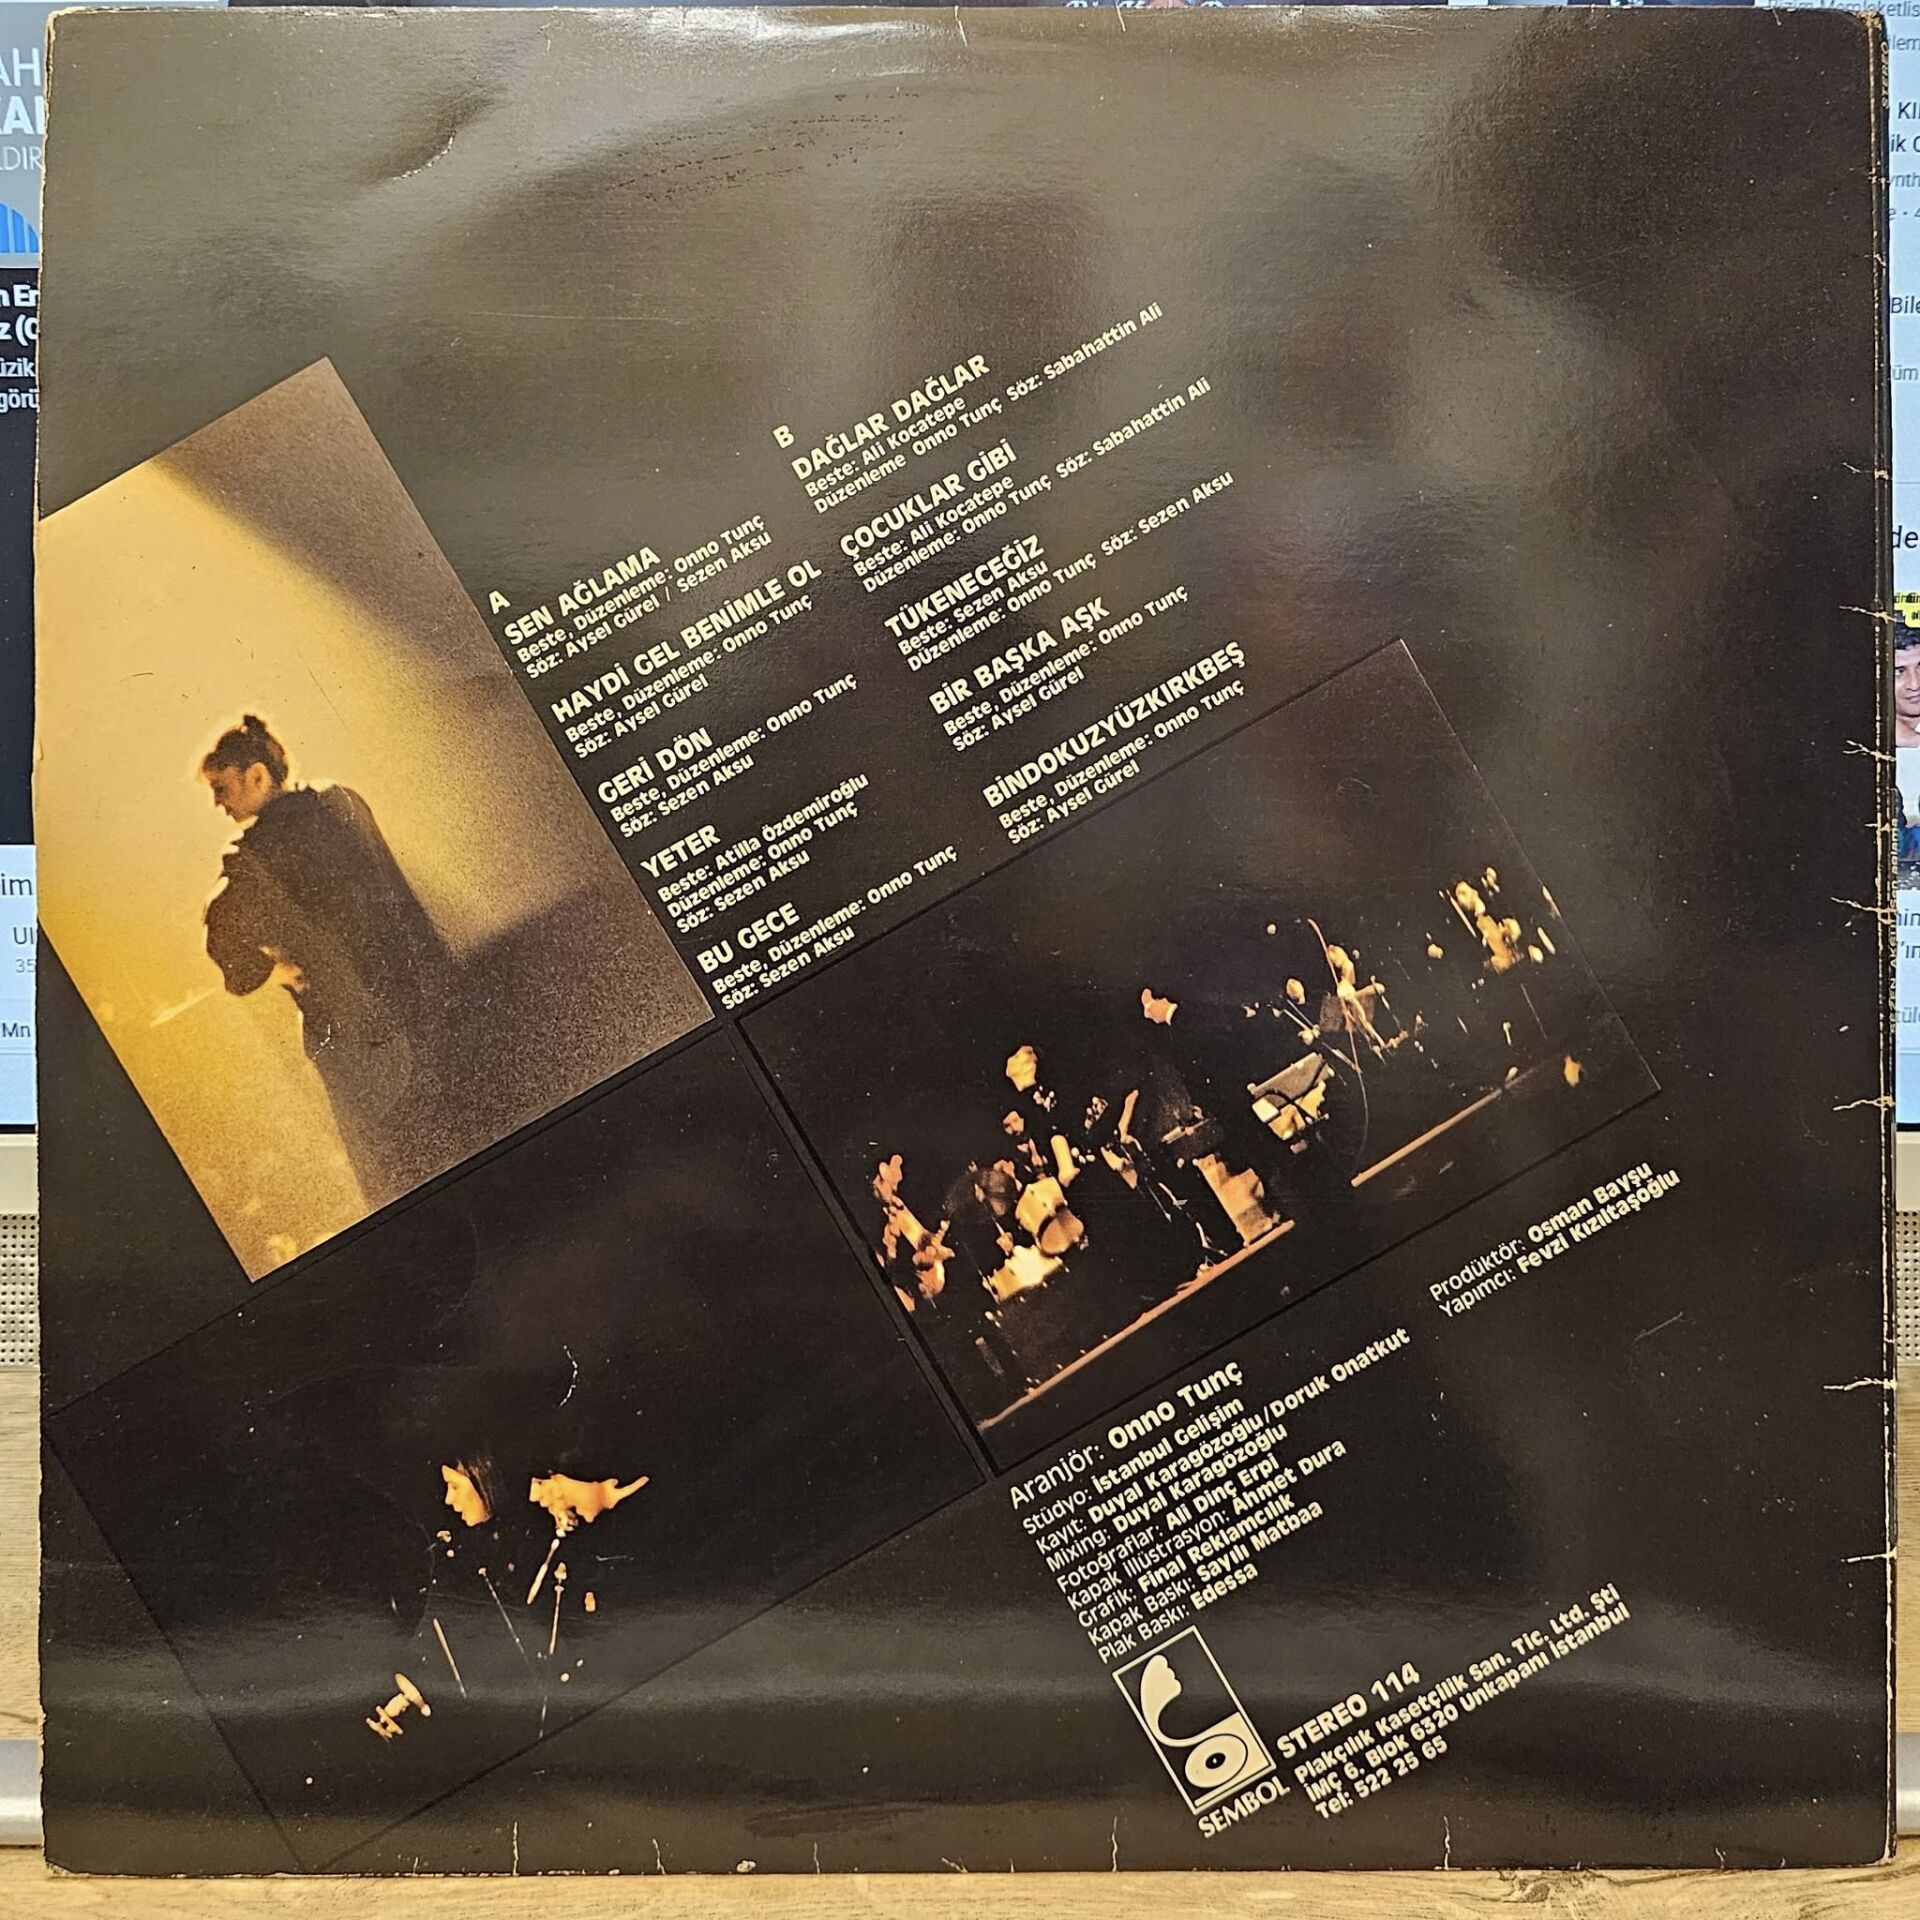 A
SEN AĞLAMA
Beste, Düzenleme: Onno Tunç
Söz: Aysel Gürel / Sezen Aksu
HAYDİ GEL BENİMLE OL
Beste, Düzenleme: Onno Tunç
Söz: Aysel Gürel
GERİ DÖN
Beste, Düzenleme: Onno Tunç
Söz: Sezen Aksu
YETER
Beste: Atilla Özdemiroğlu
Düzenleme: Onno Tunç
Söz: Sezen Aksu
BU GECE
Beste, Düzenleme: Onno Tunç
Söz: Sezen Aksu
B
DAĞLAR DAĞLAR
Beste: Ali Kocatepe
Düzenleme Onno Tunç Söz: Sabahattin Ali
ÇOCUKLAR GİBİ
Beste: Ali Kocatepe
Düzenleme: Onno Tunç Söz: Sabahattin Ali
TÜKENECEĞİZ
Beste: Sezen Aksu
Düzenleme: Onno Tunç Söz: Sezen Aksu
BİR BAŞKA AŞK
Beste, Düzenleme: Onno Tunç
Söz: Aysel Gürel
BİNDOKUZYÜZKIRKBEŞ
Beste, Düzenleme: Onno Tunç
Söz: Aysel Gürel
Prodüktör: Osman Bayşu
Yapımcı: Fevzi Kızıltaşoğlu
Aranjör: Onno Tunç
Stüdyo: İstanbul Gelişim
Kayıt: Duyal Karagözoğlu/Doruk Onatkut
Mixing: Duyal Karagözoğlu
Fotoğraflar: Ali Dinç Erpi
Kapak illüstrasyon: Ahmet Dura
Grafik: Final Reklamcılık
Kapak Baskı: Sayılı Matbaa
Plak Baskı: Edessa
SEMBOL
STEREO 114
Plakçılık Kasetçilik San. Tic. Ltd. Şti
İMÇ 6. Blok 6320 Unkapanı İstanbul
Tel: 522 25 65